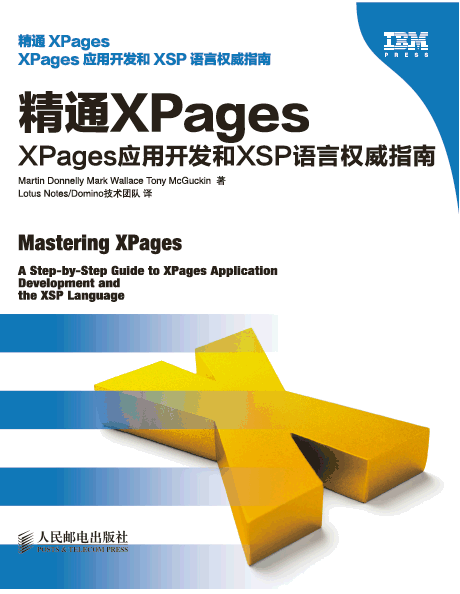 精通 XPages
XPages 应用开发和 XSP 语言权威指南
IBM
PRESS
精通XPages
XPages应用开发和XSP语言权威指南
Martin Donnelly Mark Wallace Tony McGuckin 著
Lotus Notes/Domino技术团队 译
Mastering XPages
A Step-by-Step Guide to XPages Application
Development and
the XSP Language
人民邮电出版社
POSTS & TELECOM PRESS